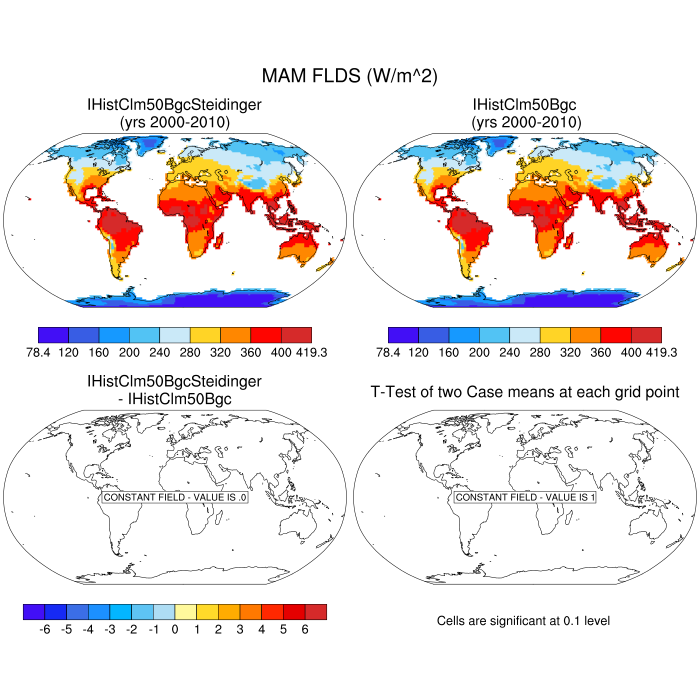 MAM FLDS (W/m^2)
IHistClm50BgcSteidinger
(yrs 2000-2010)
IHistClm50Bgc
(yrs 2000-2010)
78.4 120 160 200 240 280 320 360 400 419.3
78.4 120 160 200 240 280 320 360 400 419.3
IHistClm50BgcSteidinger
- IHistClm50Bgc
T-Test of two Case means at each grid point
CONSTANT FIELD - VALUE IS .0
CONSTANT FIELD - VALUE IS 1
-6 -5 -4 -3 -2 -1 0 1 2 3 4 5 6
Cells are significant at 0.1 level